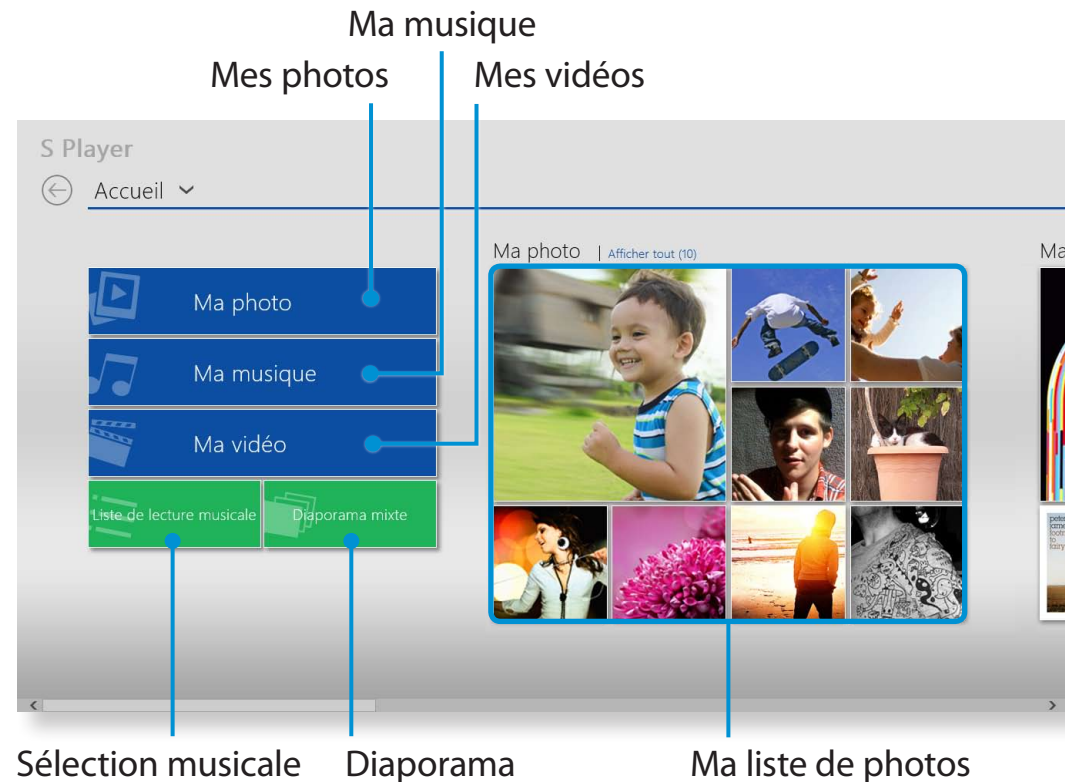 Ma musique
Mes photos
Mes vidéos
S Player
Accueil
Ma photo | Afficher tout (10)
Ma
Ma photo
Ma musique
Ma vidéo
Liste de lecture musicale
Diaporama mixte
Sélection musicale
Diaporama
Ma liste de photos